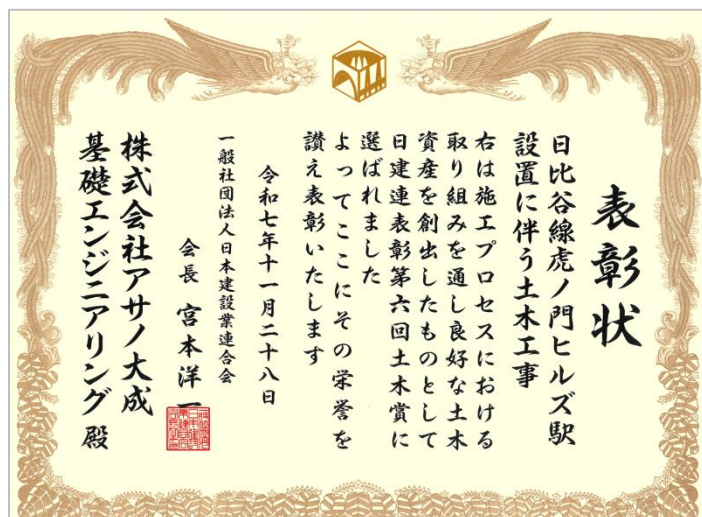 表彰状
日比谷線虎ノ門ヒルズ駅
設置に伴う土木工事
右は施工プロセスにおける
取り組みを通し良好な土木
資産を創出したものとして
日建連表彰第六回土木賞に
選ばれました
よってここにその栄誉を
讃え表彰いたします
令和七年十一月二十八日
一般社団法人日本建設業連合会
会長 宮本洋一
株式会社アサノ大成
基礎エンジニアリング 殿